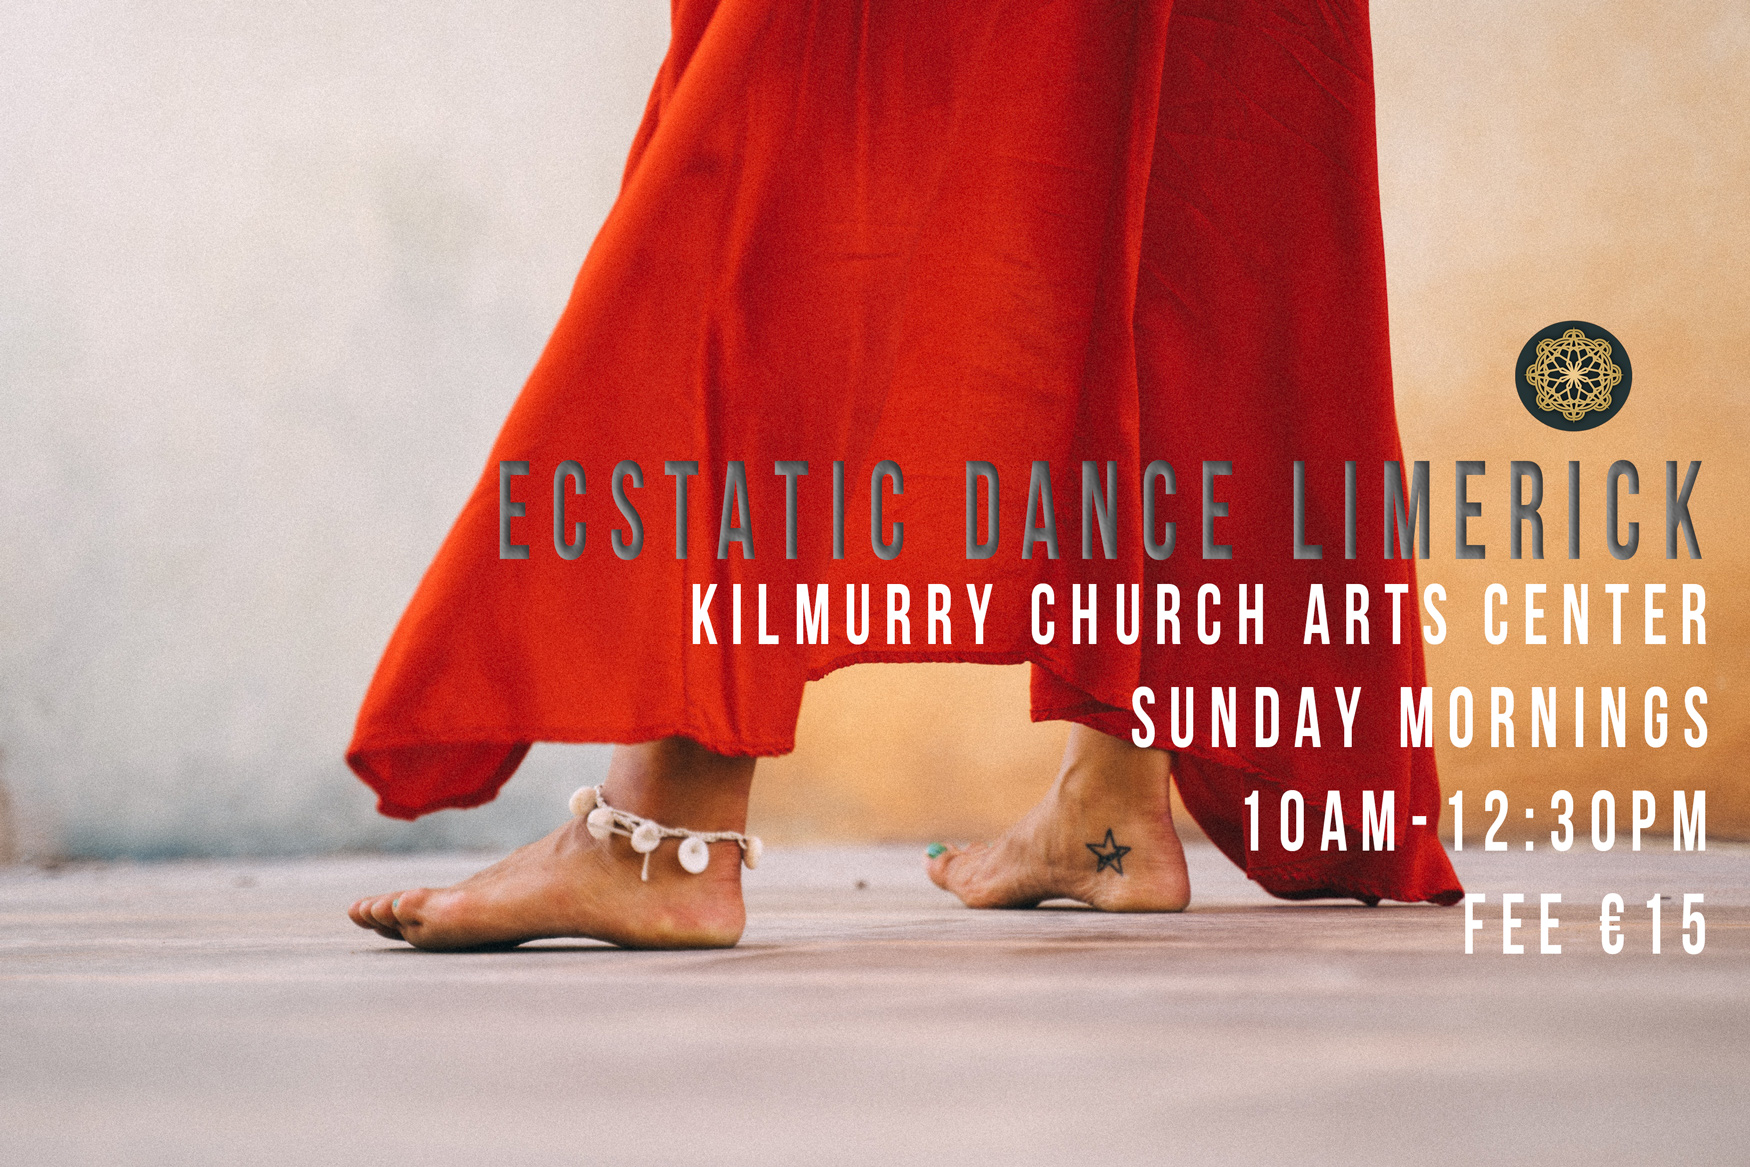 ECSTATIC DANCE LIMERICK
KILMURRY CHURCH ARTS CENTER
SUNDAY MORNINGS
10AM-12:30PM
FEE €15